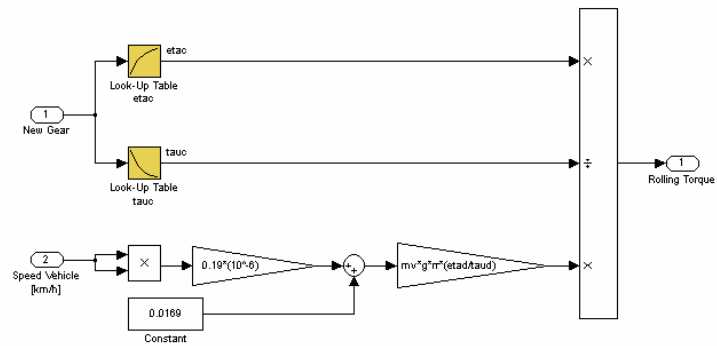 etac
×
Look-Up Table
etac
1
New Gear
tauc
÷
1
Rolling Torque
Look-Up Table
tauc
2
Speed Vehicle
[km/h]
×
0.19*(10^-6)
+
+
mv*g*rr*(etad/taud)
×
0.0169
Constant